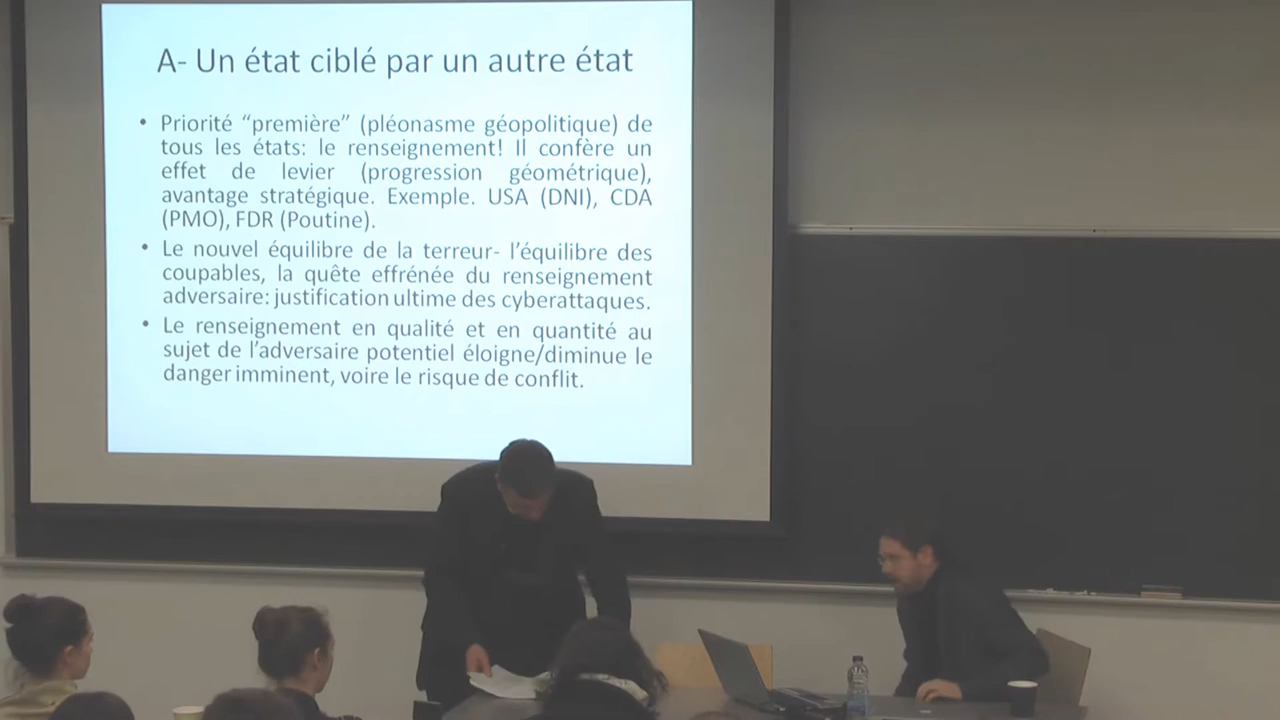 A- Un état ciblé par un autre état
• Priorité “première” (pléonasme géopolitique) de
tous les états: le renseignement! Il confère un
effet de levier (progression géométrique),
avantage stratégique. Exemple. USA (DNI), CDA
(PMO), FDR (Poutine).
• Le nouvel équilibre de la terreur- l’équilibre des
coupables, la quête effrénée du renseignement
adversaire: justification ultime des cyberattaques.
• Le renseignement en qualité et en quantité au
sujet de l’adversaire potentiel éloigne/diminue le
danger imminent, voire le risque de conflit.